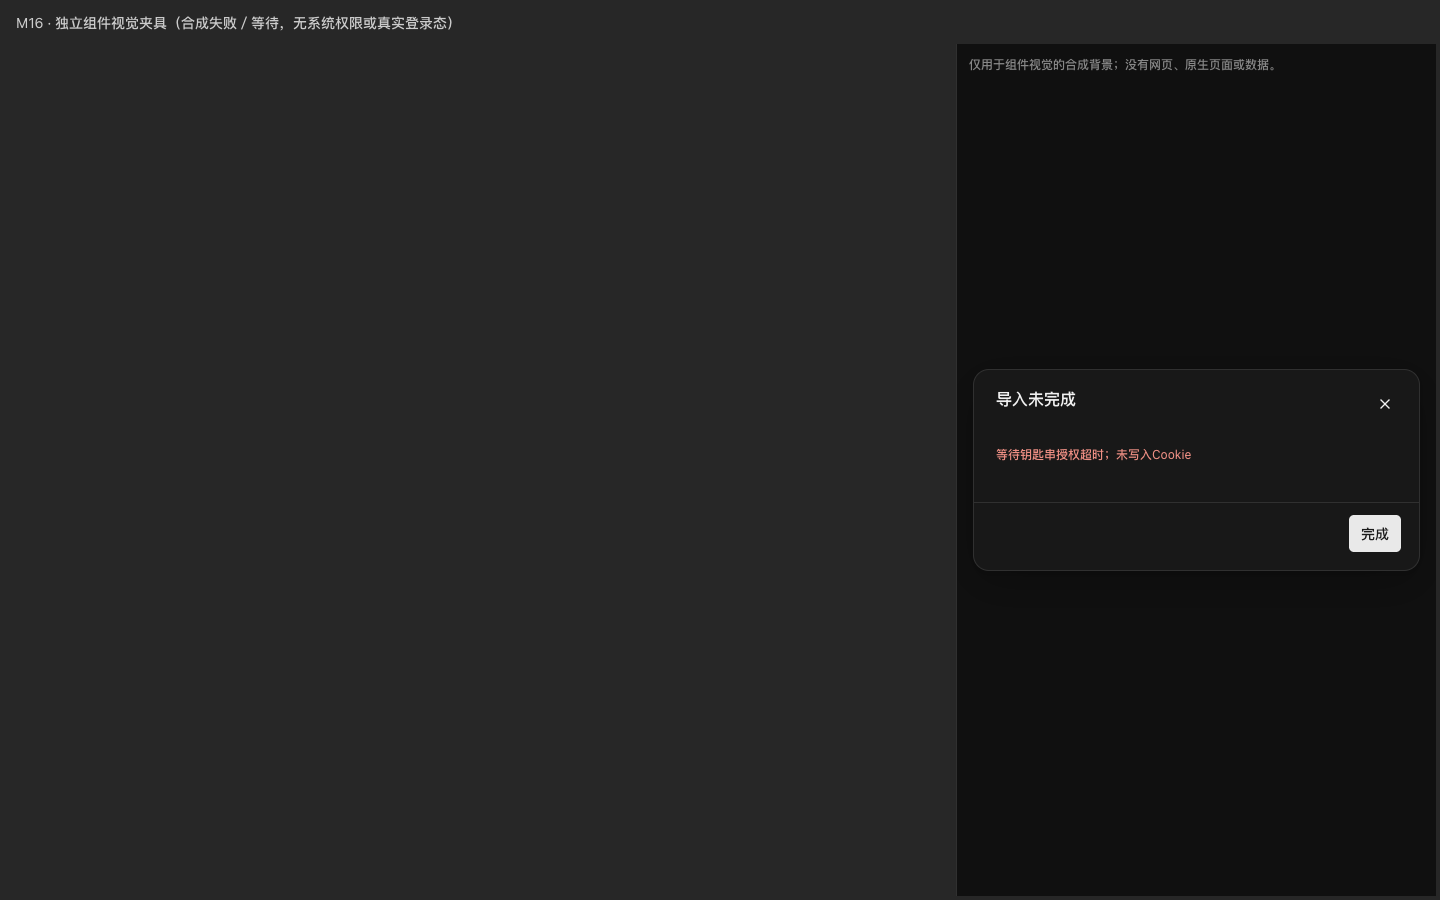 M16 · 独立组件视觉夹具（合成失败 / 等待，无系统权限或真实登录态）
仅用于组件视觉的合成背景；没有网页、原生页面或数据。
导入未完成
等待钥匙串授权超时；未写入Cookie
完成